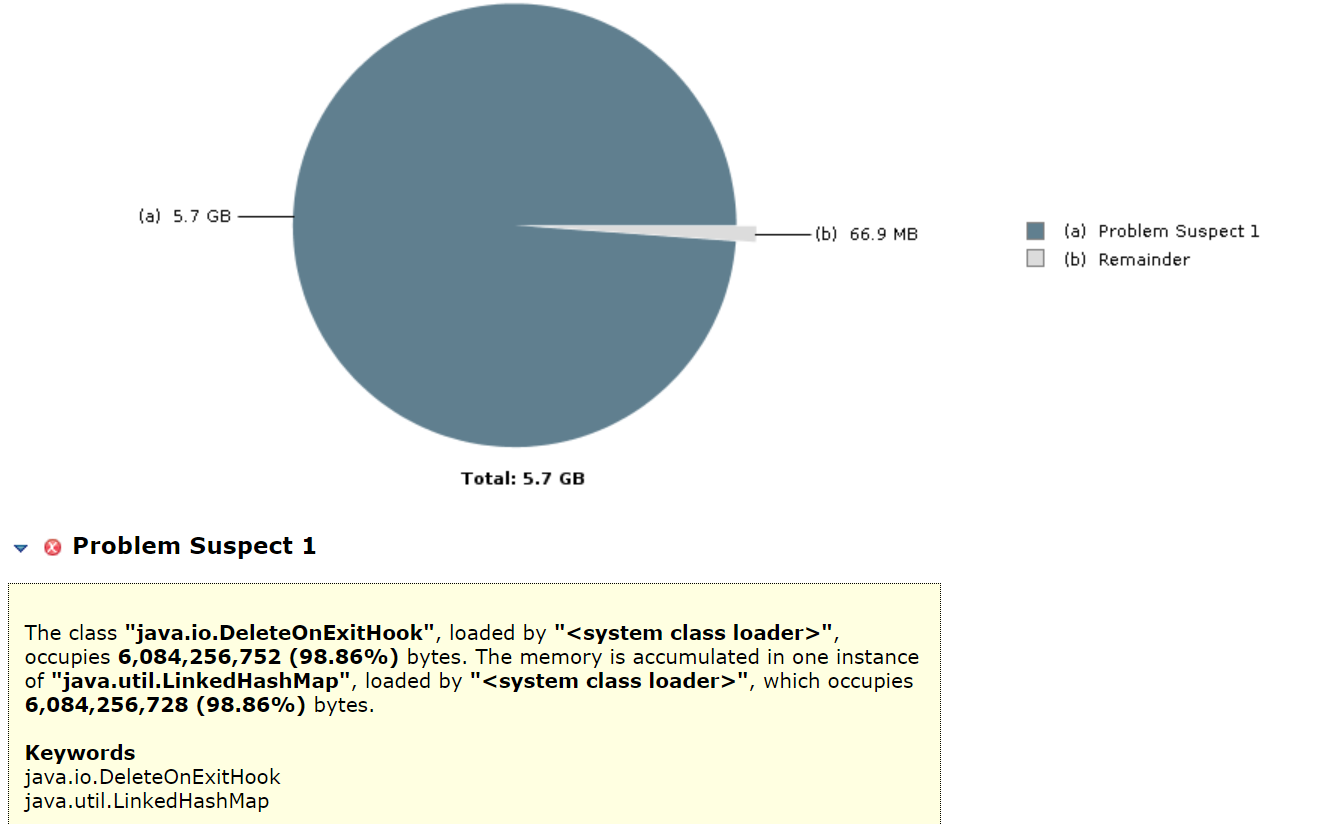 (a) 5.7 GB
(b) 66.9 MB
(a) Problem Suspect 1
(b) Remainder
Total: 5.7 GB
Problem Suspect 1
The class "java.io.DeleteOnExitHook", loaded by "<system class loader>",
occupies 6,084,256,752 (98.86%) bytes. The memory is accumulated in one instance
of "java.util.LinkedHashMap", loaded by "<system class loader>", which occupies
6,084,256,728 (98.86%) bytes.
Keywords
java.io.DeleteOnExitHook
java.util.LinkedHashMap